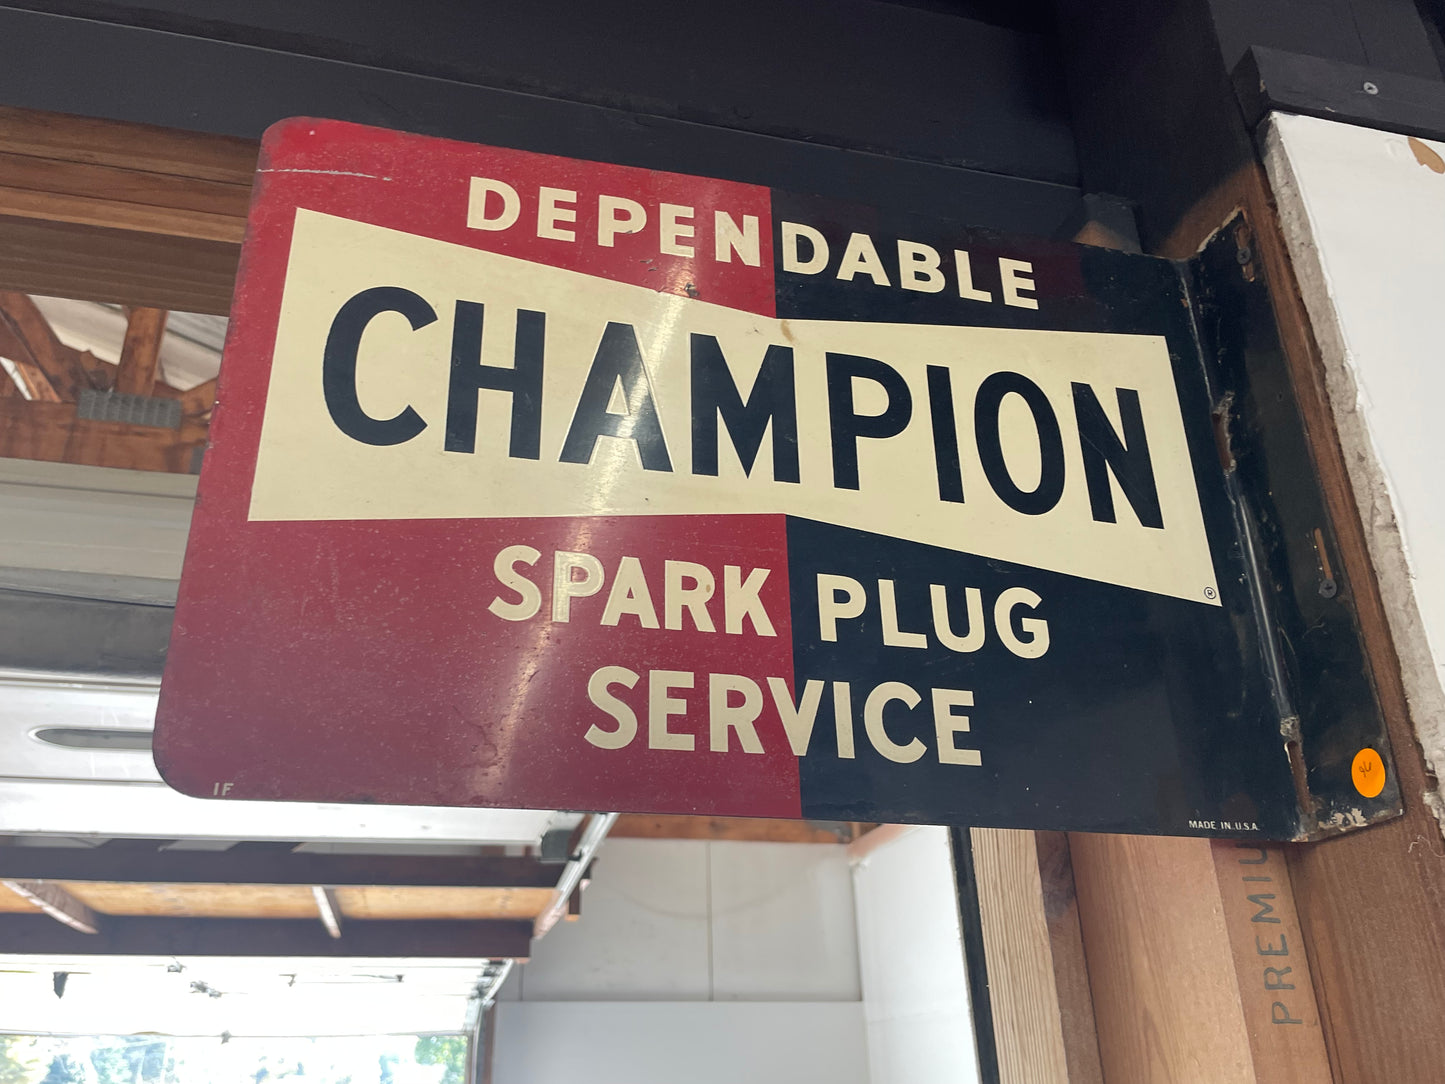 DEPENDABLE
CHAMPION
®
SPARK PLUG
SERVICE
IF
MADE IN U.S.A.
PREMIU